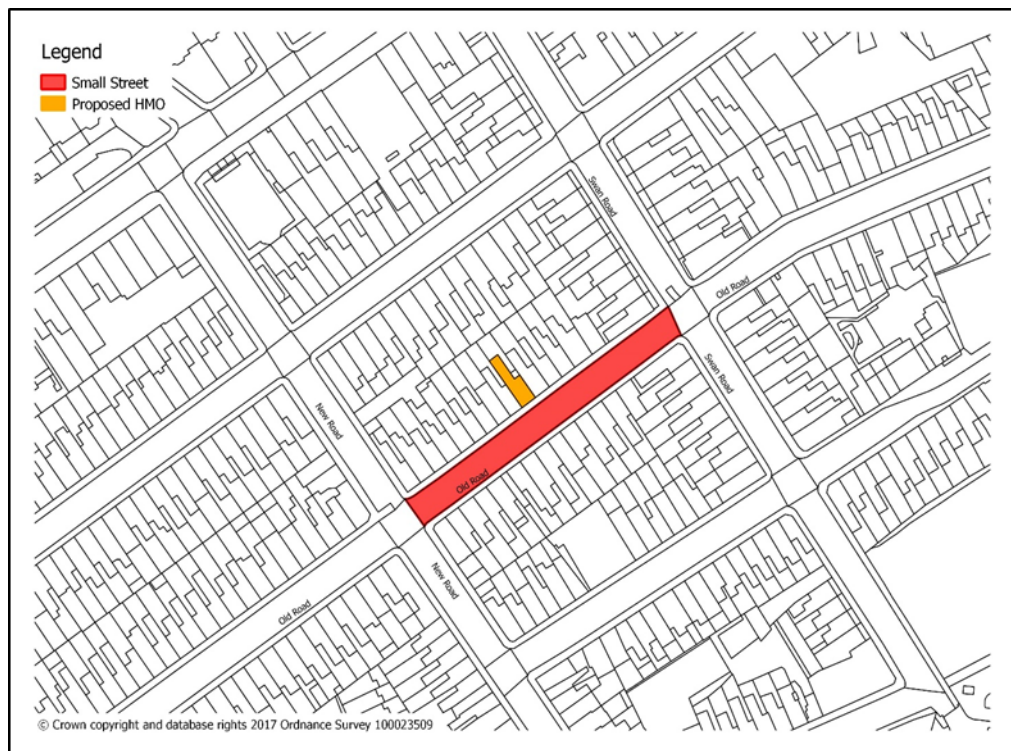 Legend
Small Street
Proposed HMO
Swan Road
Old Road
Swan Road
New Road
Old Road
New Road
Old Road
© Crown copyright and database rights 2017 Ordnance Survey 100023509